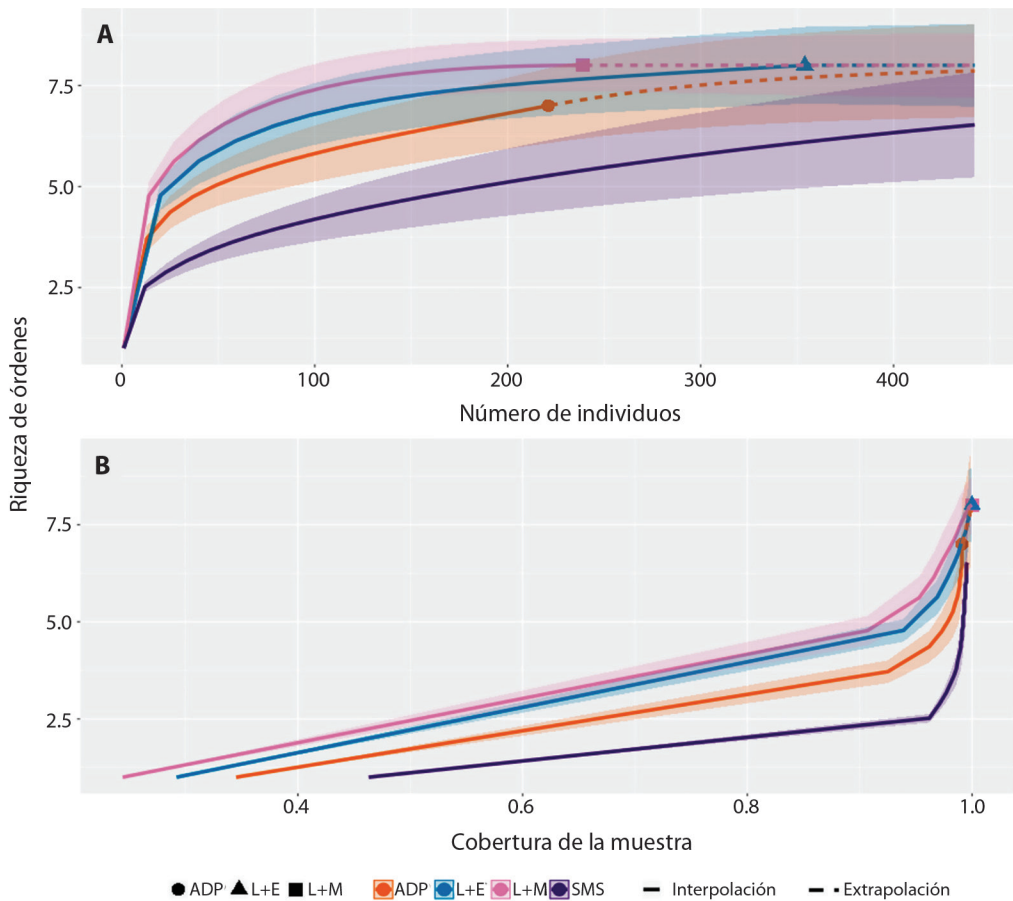 A
7.5
5.0
2.5
0 100 200 300 400
Número de individuos
Riqueza de órdenes
B
7.5
5.0
2.5
0.4 0.6 0.8 1.0
Cobertura de la muestra
ADP L+E L+M ADP L+E L+M SMS Interpolación Extrapolación